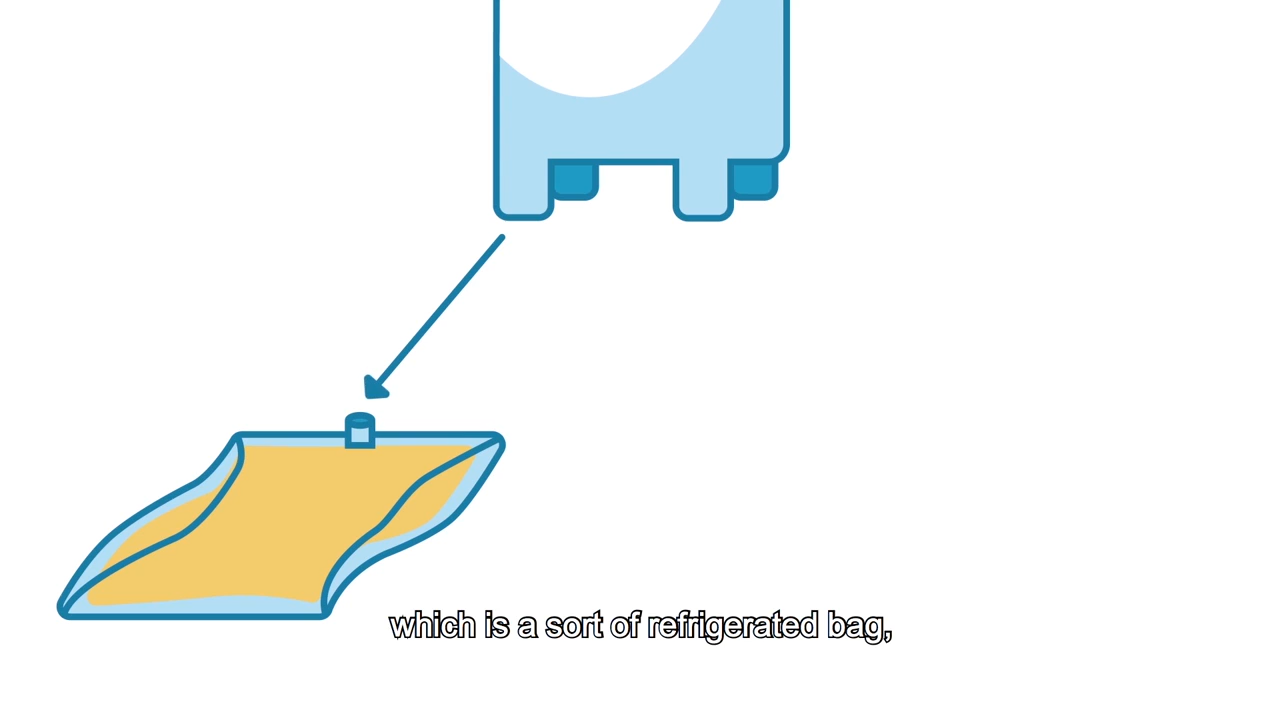 which is a sort of refrigerated bag,